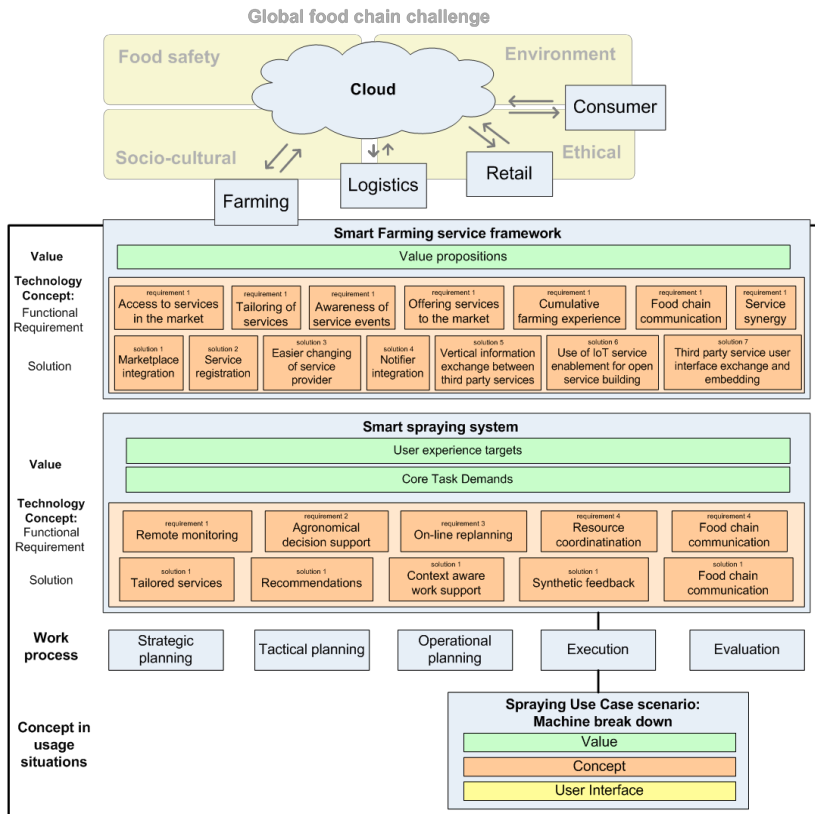 Global food chain challenge
Food safety
Environment
Cloud
Consumer
Socio-cultural
Ethical
Retail
Logistics
Farming
Smart Farming service framework
Value
Value propositions
Technology
Concept:
Functional
Requirement
requirement 1
Access to services
in the market
requirement 1
Tailoring of
services
requirement 1
Awareness of
service events
requirement 1
Offering services
to the market
requirement 1
Cumulative
farming experience
requirement 1
Food chain
communication
requirement 1
Service
synergy
Solution
solution 1
Marketplace
integration
solution 2
Service
registration
solution 3
Easier changing
of service
provider
solution 4
Notifier
integration
solution 5
Vertical information
exchange between
third party services
solution 6
Use of IoT service
enablement for open
service building
solution 7
Third party service user
interface exchange and
embedding
Smart spraying system
Value
User experience targets
Core Task Demands
Technology
Concept:
Functional
Requirement
requirement 1
Remote monitoring
requirement 2
Agronomical
decision support
requirement 3
On-line replanning
requirement 4
Resource
coordinatination
requirement 4
Food chain
communication
Solution
solution 1
Tailored services
solution 1
Recommendations
solution 1
Context aware
work support
solution 1
Synthetic feedback
solution 1
Food chain
communication
Work
process
Strategic
planning
Tactical planning
Operational
planning
Execution
Evaluation
Concept in
usage
situations
Spraying Use Case scenario:
Machine break down
Value
Concept
User Interface